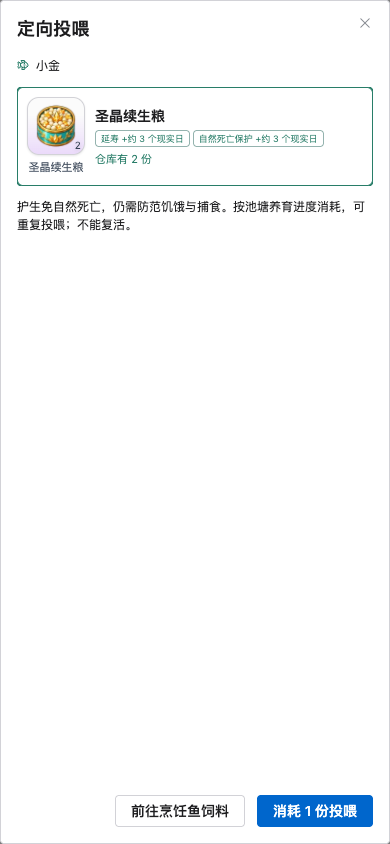 定向投喂
小金
2
圣晶续生粮
圣晶续生粮
延寿 +约 3 个现实日
自然死亡保护 +约 3 个现实日
仓库有 2 份
护生免自然死亡，仍需防范饥饿与捕食。按池塘养育进度消耗，可
重复投喂；不能复活。
前往烹饪鱼饲料
消耗 1 份投喂